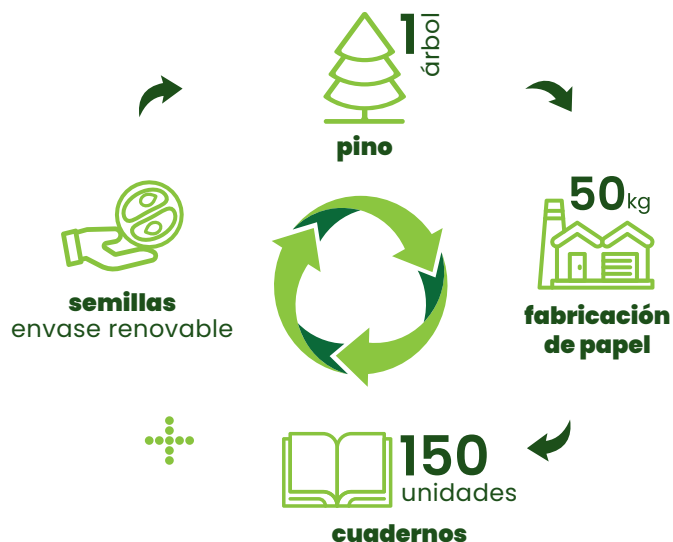 1
árbol
pino
50kg
fabricación
de papel
semillas
envase renovable
150
unidades
cuadernos